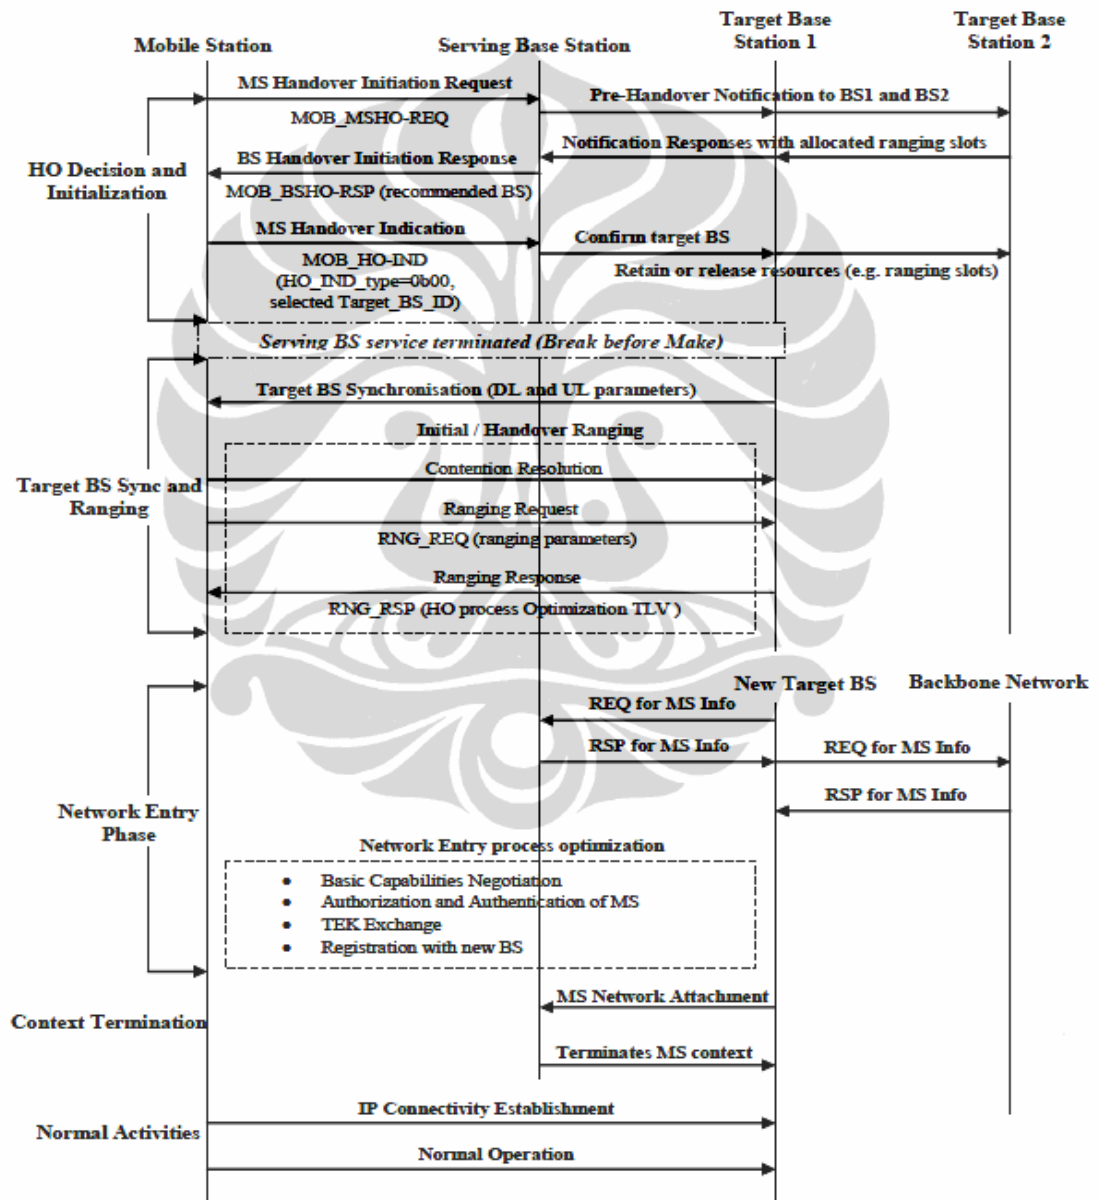 Target Base
Station 1
Target Base
Station 2
Mobile Station
Serving Base Station
MS Handover Initiation Request
Pre-Handover Notification to BS1 and BS2
MOB_MSHO-REQ
Notification Responses with allocated ranging slots
BS Handover Initiation Response
HO Decision and
Initialization
MOB_BSHO-RSP (recommended BS)
MS Handover Indication
Confirm target BS
MOB_HO-IND
(HO_IND_type=0b00,
selected Target_BS_ID)
Retain or release resources (e.g. ranging slots)
Serving BS service terminated (Break before Make)
Target BS Synchronisation (DL and UL parameters)
Initial / Handover Ranging
Contention Resolution
Target BS Sync and
Ranging
Ranging Request
RNG_REQ (ranging parameters)
Ranging Response
RNG_RSP (HO process Optimization TLV )
New Target BS
Backbone Network
REQ for MS Info
RSP for MS Info
REQ for MS Info
RSP for MS Info
Network Entry
Phase
Network Entry process optimization
● Basic Capabilities Negotiation
● Authorization and Authentication of MS
● TEK Exchange
● Registration with new BS
MS Network Attachment
Context Termination
Terminates MS context
IP Connectivity Establishment
Normal Activities
Normal Operation